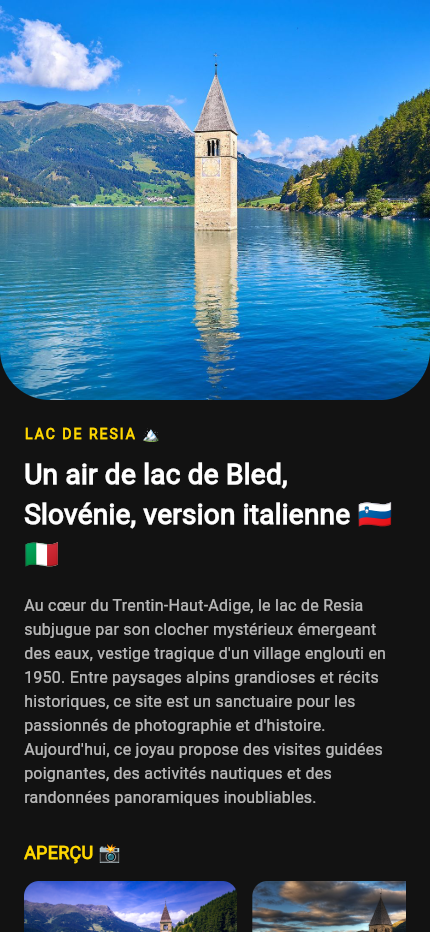 LAC DE RESIA 🏔️
Un air de lac de Bled,
Slovénie, version italienne 🇸🇮
🇮🇹
Au cœur du Trentin-Haut-Adige, le lac de Resia
subjugue par son clocher mystérieux émergeant
des eaux, vestige tragique d'un village englouti en
1950. Entre paysages alpins grandioses et récits
historiques, ce site est un sanctuaire pour les
passionnés de photographie et d'histoire.
Aujourd'hui, ce joyau propose des visites guidées
poignantes, des activités nautiques et des
randonnées panoramiques inoubliables.
APERÇU 📸